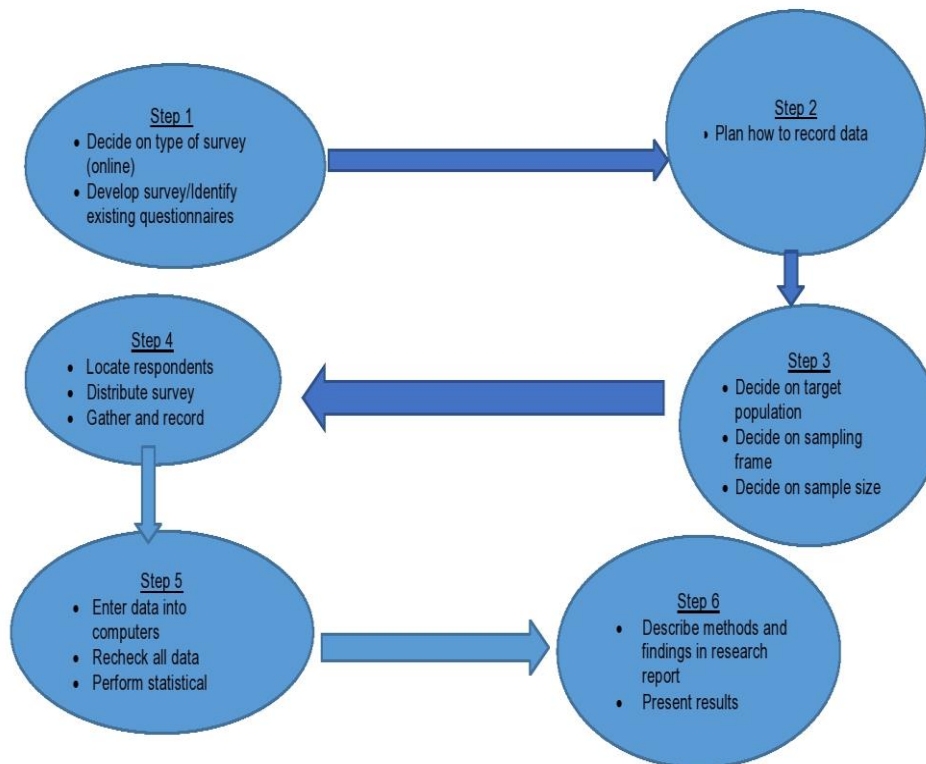 Step 1
• Decide on type of survey
(online)
• Develop survey/Identify
existing questionnaires
Step 2
• Plan how to record data
Step 3
• Decide on target
population
• Decide on sampling
frame
• Decide on sample size
Step 4
• Locate respondents
• Distribute survey
• Gather and record
Step 5
• Enter data into
computers
• Recheck all data
• Perform statistical
Step 6
• Describe methods and
findings in research
report
• Present results